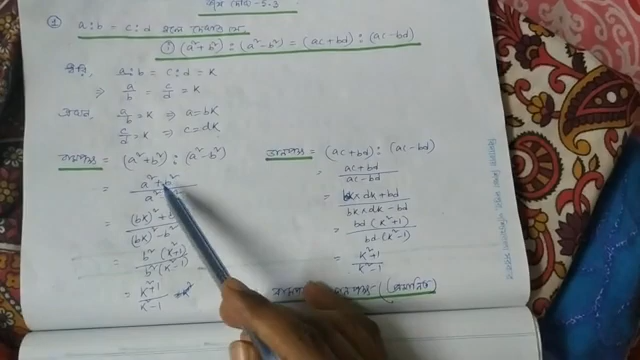 কষে দেখি - 5.3
① a:b = c:d হলে দেখাও যে,
i) (a²+b²) : (a²-b²) = (ac+bd) : (ac-bd)
ধরি, a:b = c:d = K
⇒ a/b = c/d = K
a/b = K ⇒ a = bK
c/d = K ⇒ c = dK
বামপক্ষ = (a²+b²) : (a²-b²)
= a²+b² / a²
= (bK)²+b / (bK)²-b²
= b²(K²+1) / b²(K²-1)
= K²+1 / K²-1
ডানপক্ষ = (ac+bd) : (ac-bd)
= ac+bd / ac-bd
= bK×dK+bd / bK×dK-bd
= bd(K²+1) / bd(K²-1)
= K²+1 / K²-1
(প্রমাণিত)